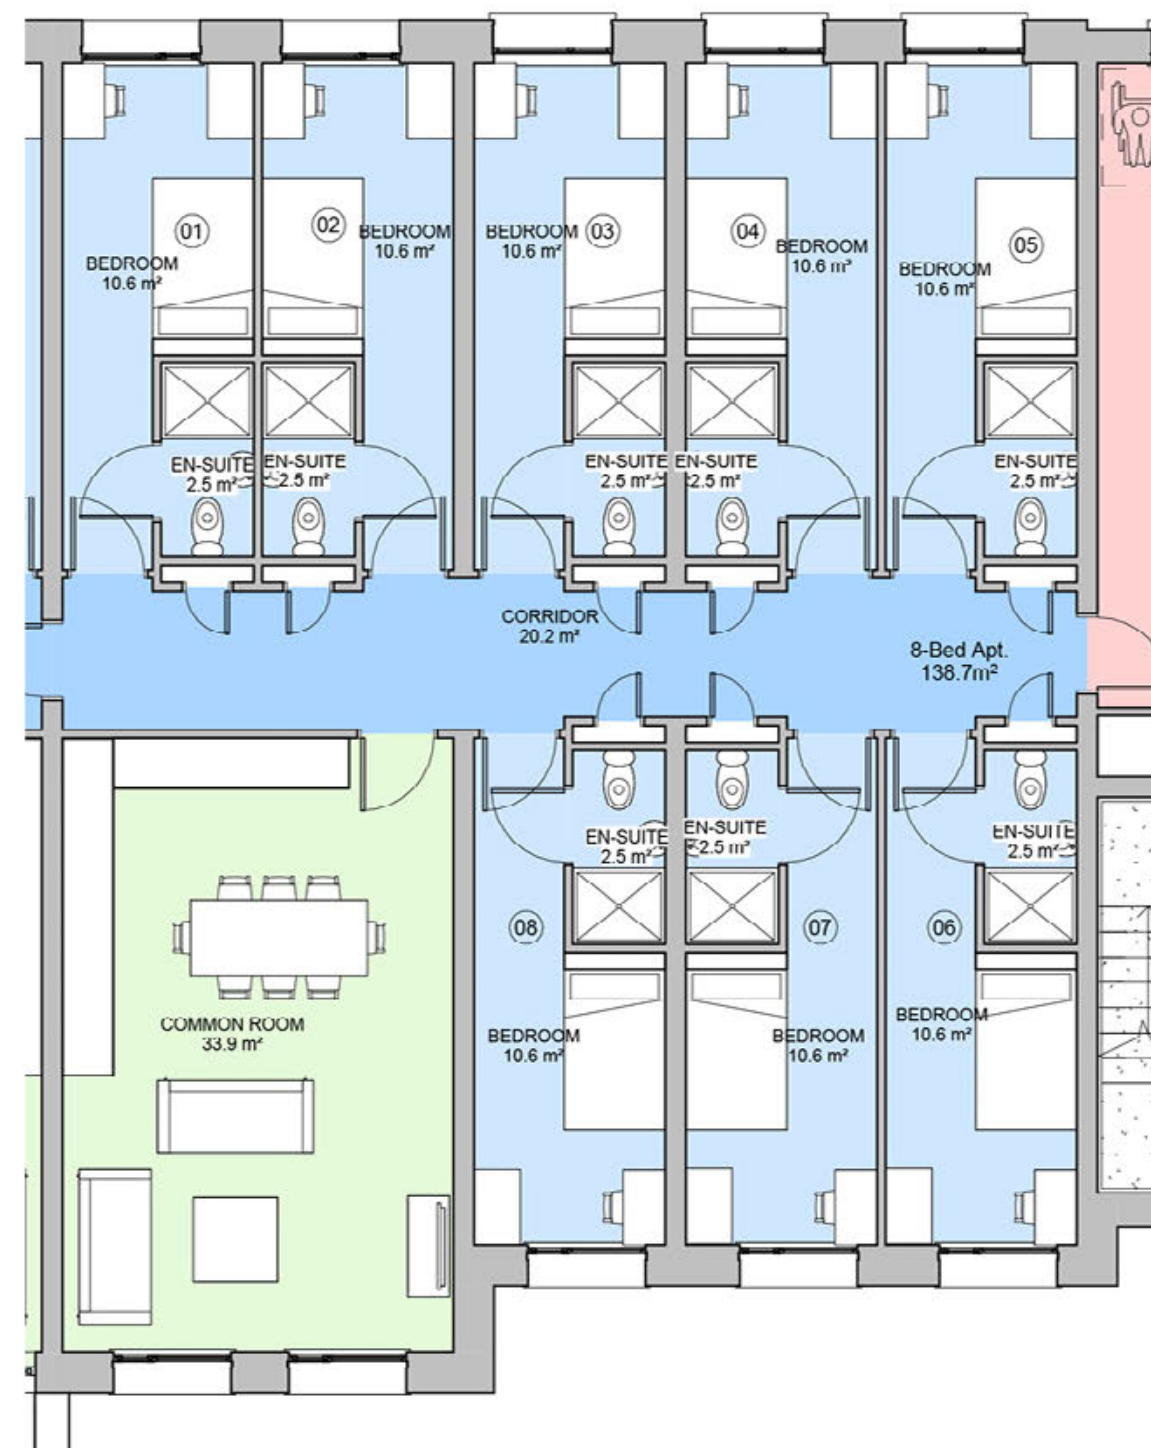 01
BEDROOM
10.6 m²
02
BEDROOM
10.6 m²
BEDROOM
10.6 m²
03
04
BEDROOM
10.6 m²
05
BEDROOM
10.6 m²
EN-SUITE
2.5 m²
EN-SUITE
2.5 m²
EN-SUITE
2.5 m²
EN-SUITE
2.5 m²
EN-SUITE
2.5 m²
CORRIDOR
20.2 m²
8-Bed Apt.
138.7m²
EN-SUITE
2.5 m²
EN-SUITE
2.5 m²
EN-SUITE
2.5 m²
08
07
06
COMMON ROOM
33.9 m²
BEDROOM
10.6 m²
BEDROOM
10.6 m²
BEDROOM
10.6 m²